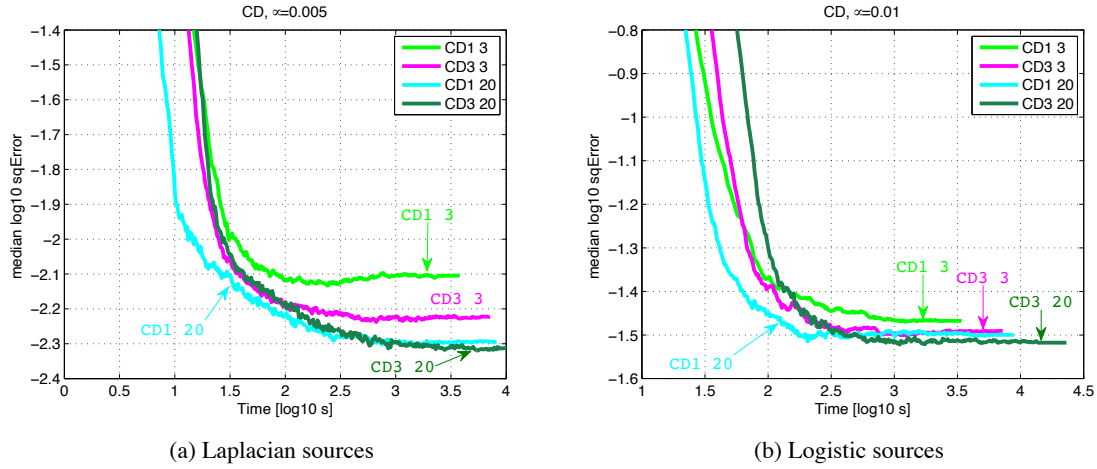 CD, ∝=0.005
−1.4
−1.5
−1.6
−1.7
−1.8
−1.9
−2
−2.1
−2.2
−2.3
−2.4
median log10 sqError
CD1 3
CD3 3
CD1 20
CD3 20
CD1 3
CD3 3
CD1 20
CD3 20
0
0.5
1
1.5
2
2.5
3
3.5
4
Time [log10 s]
(a) Laplacian sources
CD, ∝=0.01
−0.8
−0.9
−1
−1.1
−1.2
−1.3
−1.4
−1.5
−1.6
median log10 sqError
CD1 3
CD3 3
CD1 20
CD3 20
CD1 3
CD3 3
CD3 20
CD1 20
1
1.5
2
2.5
3
3.5
4
4.5
Time [log10 s]
(b) Logistic sources